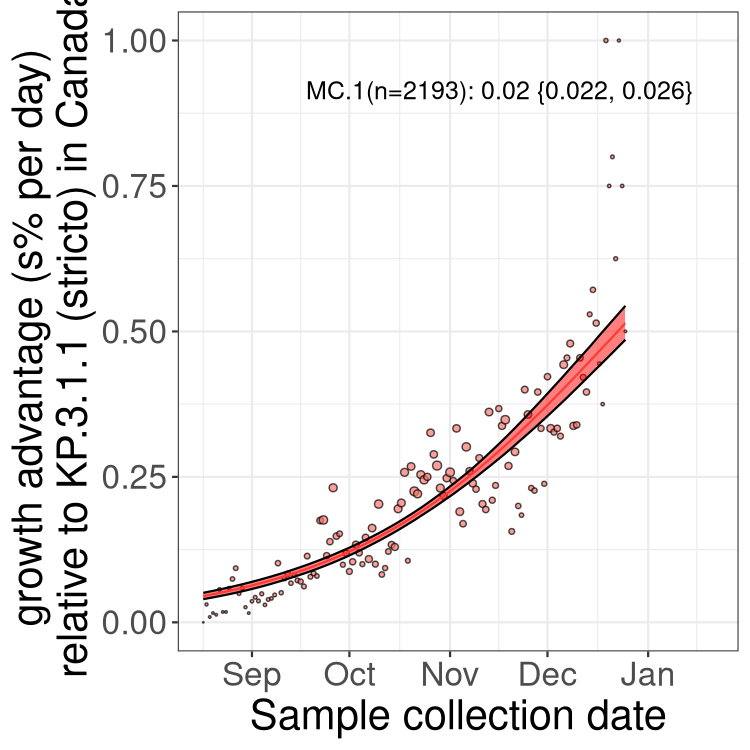 growth advantage (s% per day)
relative to KP.3.1.1 (stricto) in Canada
1.00
0.75
0.50
0.25
0.00
MC.1(n=2193): 0.02 {0.022, 0.026}
Sep Oct Nov Dec Jan
Sample collection date